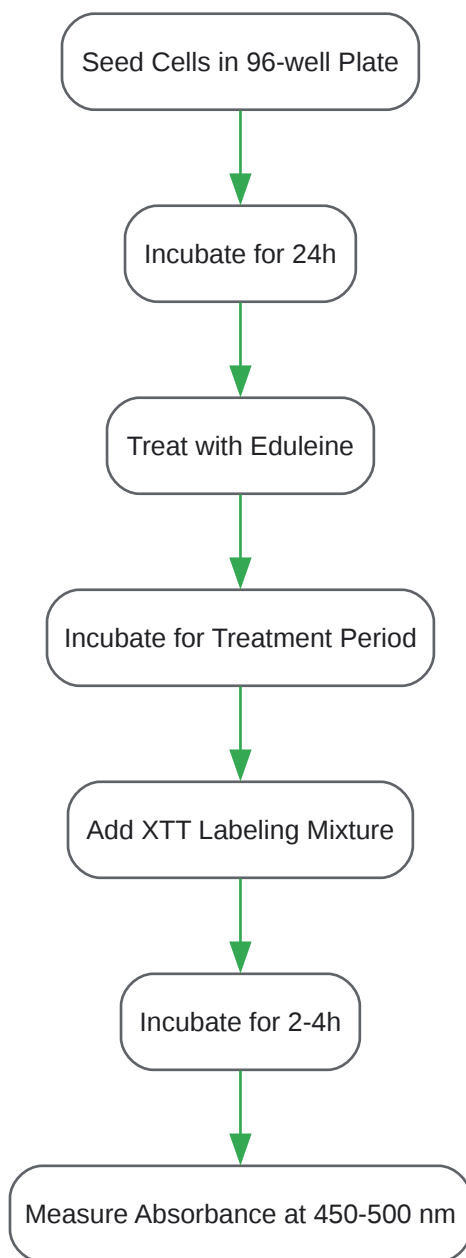 Seed Cells in 96-well Plate
Incubate for 24h
Treat with Eduleine
Incubate for Treatment Period
Add XTT Labeling Mixture
Incubate for 2-4h
Measure Absorbance at 450-500 nm